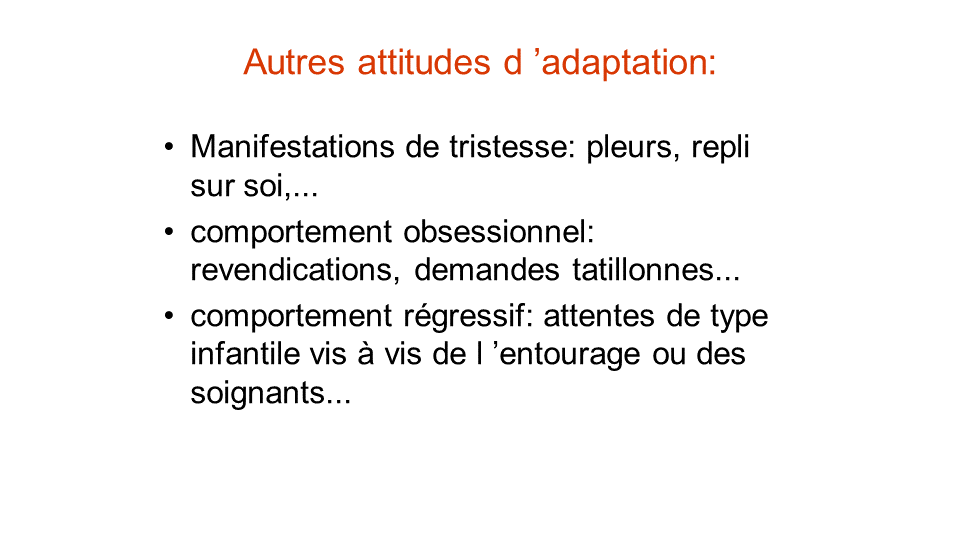 Autres attitudes d ’adaptation:
• Manifestations de tristesse: pleurs, repli
sur soi,...
• comportement obsessionnel:
revendications, demandes tatillonnes...
• comportement régressif: attentes de type
infantile vis à vis de l ’entourage ou des
soignants...